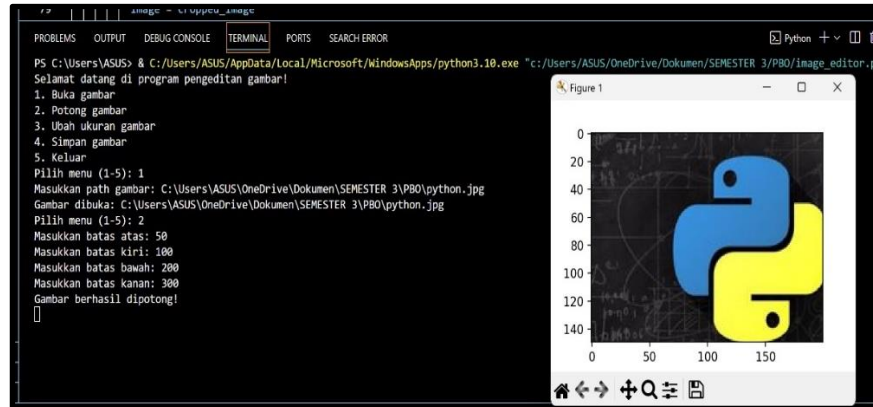 79 image = cropped_image
PROBLEMS OUTPUT DEBUG CONSOLE TERMINAL PORTS SEARCH ERROR
Python
PS C:\Users\ASUS> & C:/Users/ASUS/AppData/Local/Microsoft/WindowsApps/python3.10.exe "c:/Users/ASUS/OneDrive/Dokumen/SEMESTER 3/PBO/image_editor.p
Selamat datang di program pengeditan gambar!
1. Buka gambar
2. Potong gambar
3. Ubah ukuran gambar
4. Simpan gambar
5. Keluar
Pilih menu (1-5): 1
Masukkan path gambar: C:\Users\ASUS\OneDrive\Dokumen\SEMESTER 3\PBO\python.jpg
Gambar dibuka: C:\Users\ASUS\OneDrive\Dokumen\SEMESTER 3\PBO\python.jpg
Pilih menu (1-5): 2
Masukkan batas atas: 50
Masukkan batas kiri: 100
Masukkan batas bawah: 200
Masukkan batas kanan: 300
Gambar berhasil dipotong!
Figure 1
0
20
40
60
80
100
120
140
0 50 100 150